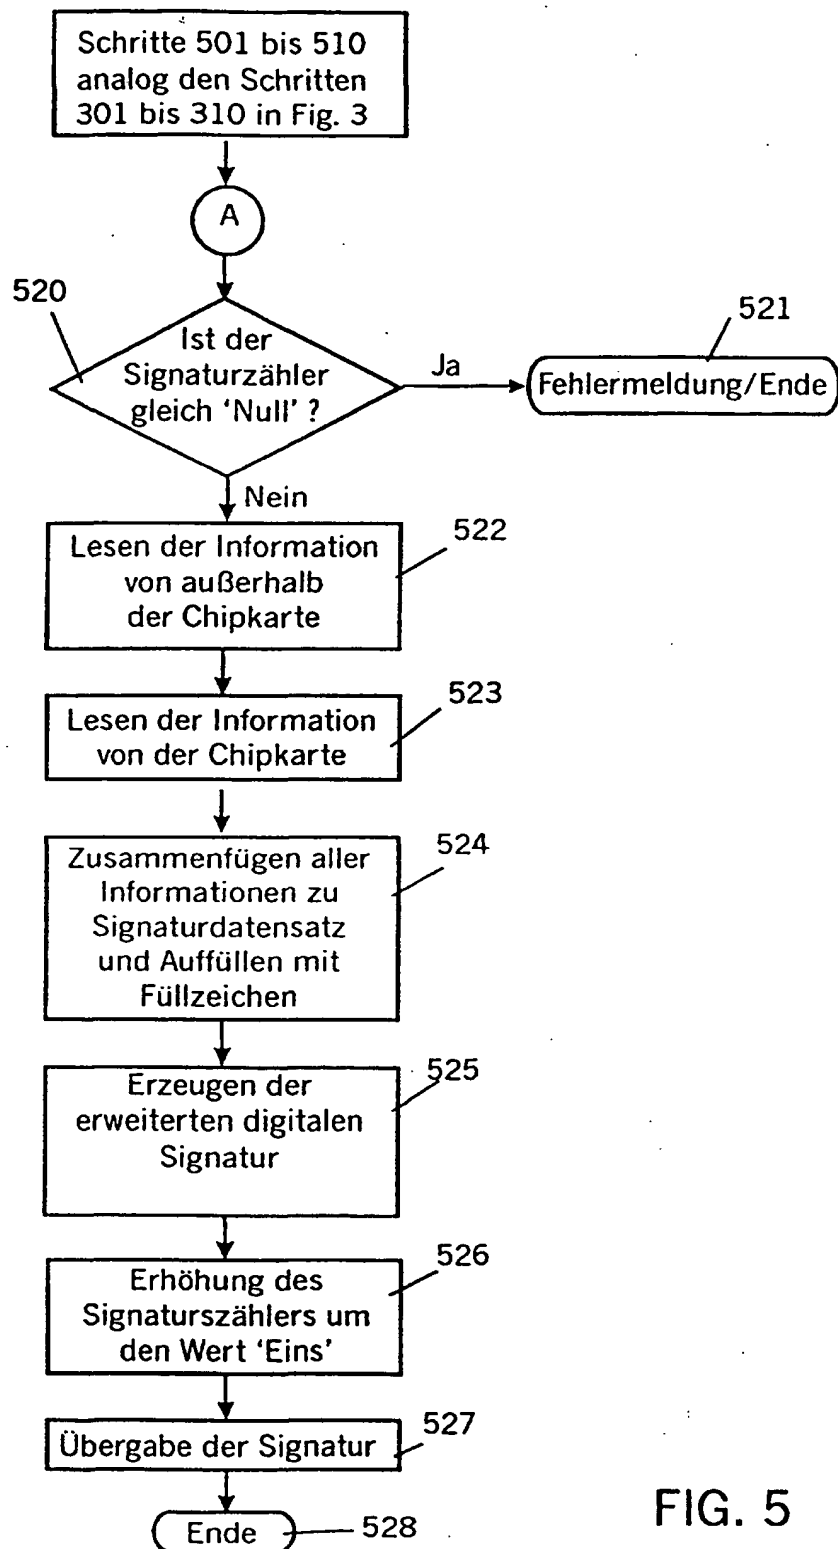 Schritte 501 bis 510
analog den Schritten
301 bis 310 in Fig. 3
A
520
Ist der
Signaturzähler
gleich ‘Null’ ?
Ja
521
Fehlermeldung/Ende
Nein
522
Lesen der Information
von außerhalb
der Chipkarte
523
Lesen der Information
von der Chipkarte
524
Zusammenfügen aller
Informationen zu
Signaturdatensatz
und Auffüllen mit
Füllzeichen
525
Erzeugen der
erweiterten digitalen
Signatur
526
Erhöhung des
Signaturszählers um
den Wert ‘Eins’
527
Übergabe der Signatur
Ende
528
FIG. 5